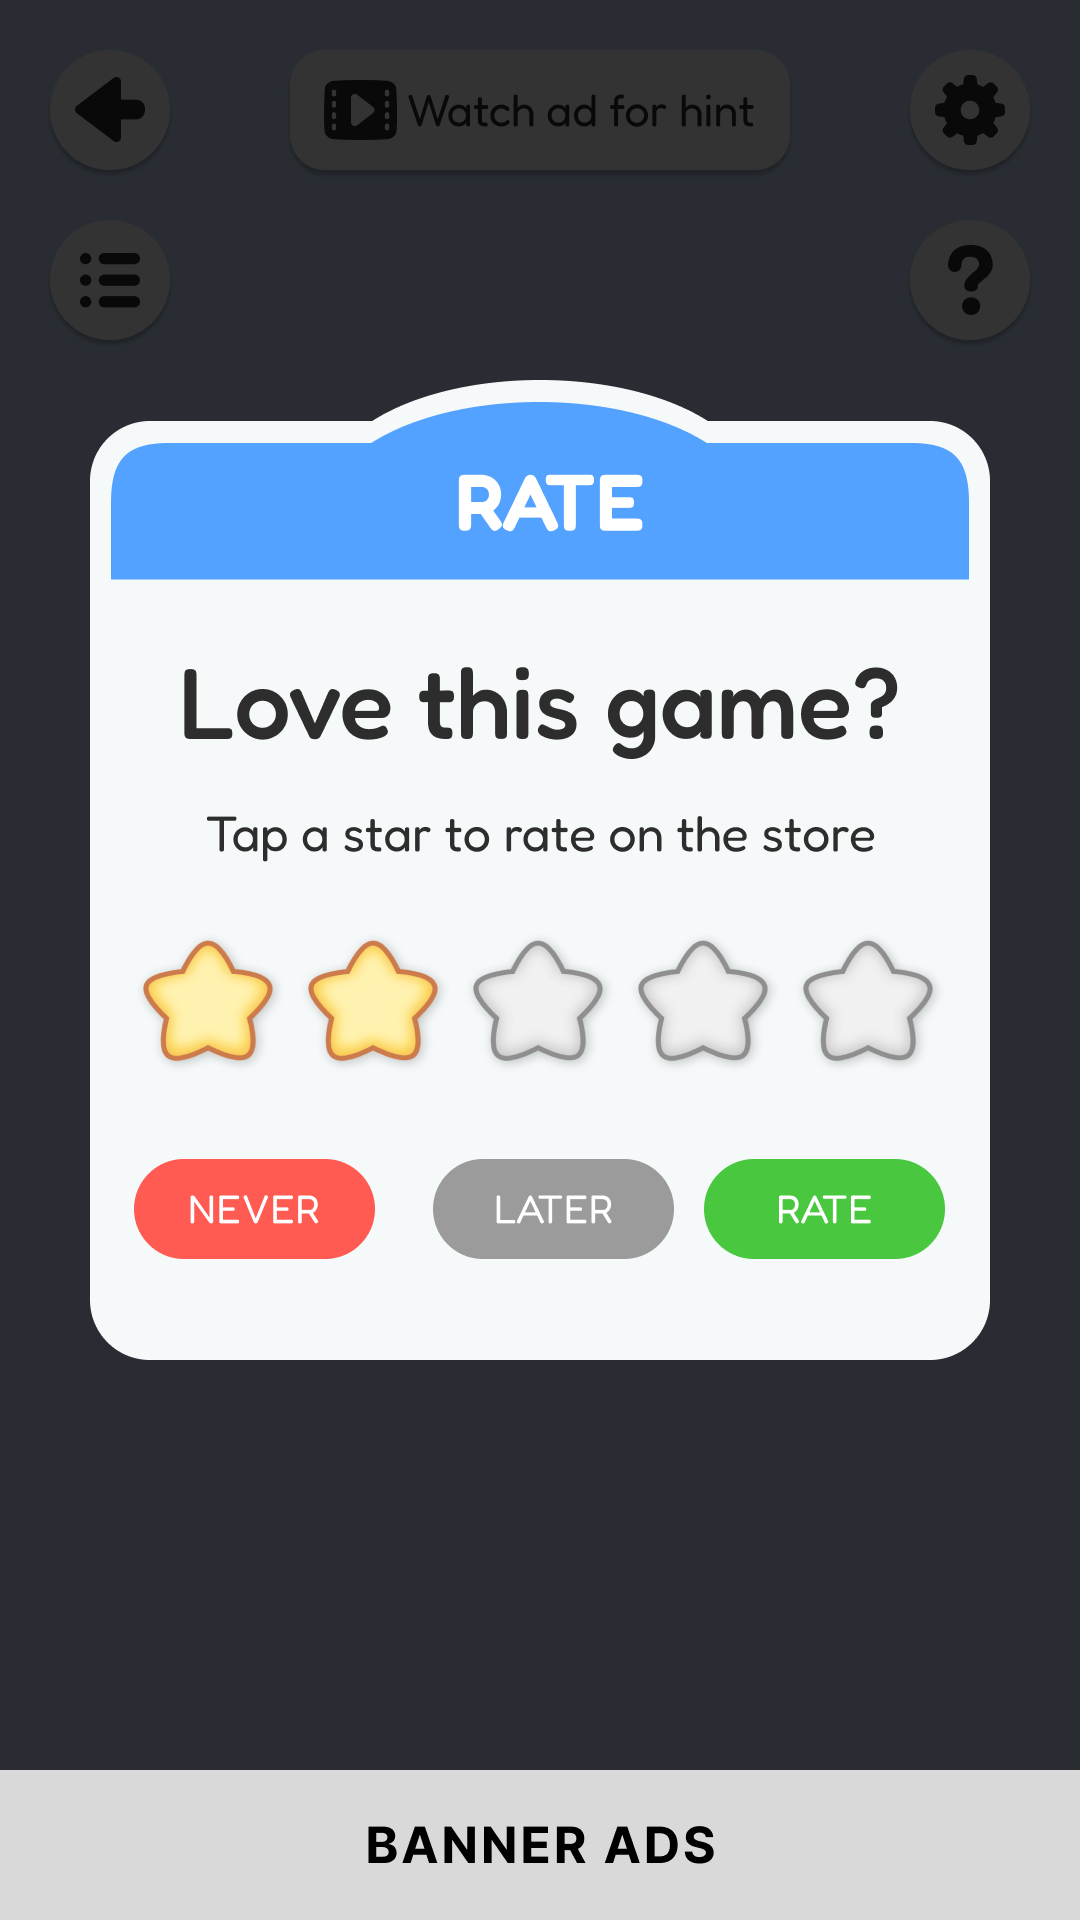 Watch ad for hint
?
RATE
Love this game?
Tap a star to rate on the store
NEVER LATER RATE
BANNER ADS